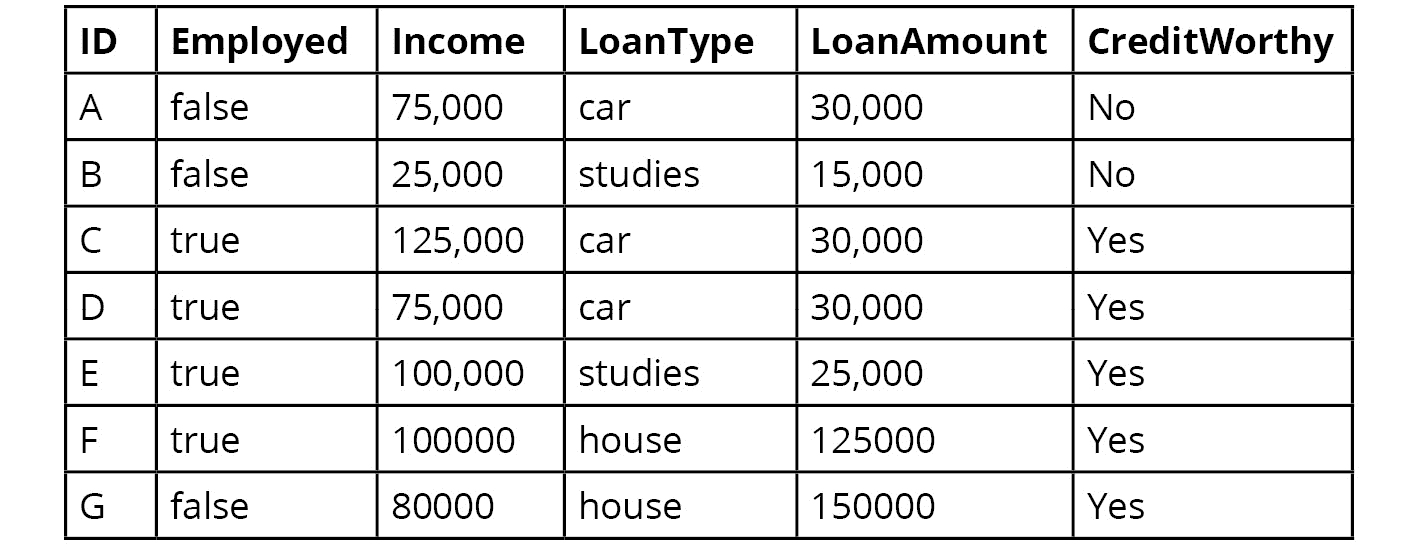 ID Employed Income LoanType LoanAmount CreditWorthy
A false 75,000 car 30,000 No
B false 25,000 studies 15,000 No
C true 125,000 car 30,000 Yes
D true 75,000 car 30,000 Yes
E true 100,000 studies 25,000 Yes
F true 100000 house 125000 Yes
G false 80000 house 150000 Yes